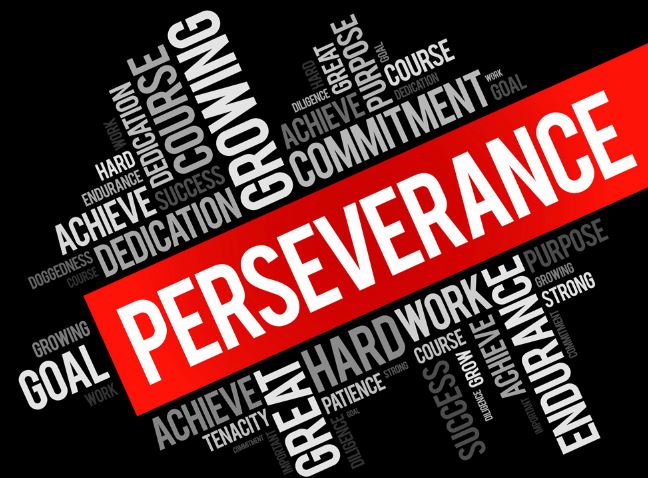 GROWING
COURSE
DEDICATION
WORK
HARD
ENDURANCE
ACHIEVE
SUCCESS
DEDICATION
DOGGEDNESS
COURSE
HARD
GREAT
PURPOSE
GOAL
COURSE
DILIGENCE
ACHIEVE
DEDICATION
WORK
GOAL
COMMITMENT
PERSEVERANCE
GROWING
GOAL
WORK
ACHIEVE
TENACITY
COMMITMENT
GREAT
IMPORTANT
HARD
PATIENCE
STRONG
GOAL
DILIGENCE
WORK
COURSE
SUCCESS
GROW
DILIGENCE
ACHIEVE
ENDURANCE
IMPORTANT
PURPOSE
GROWING
STRONG
COMMITMENT